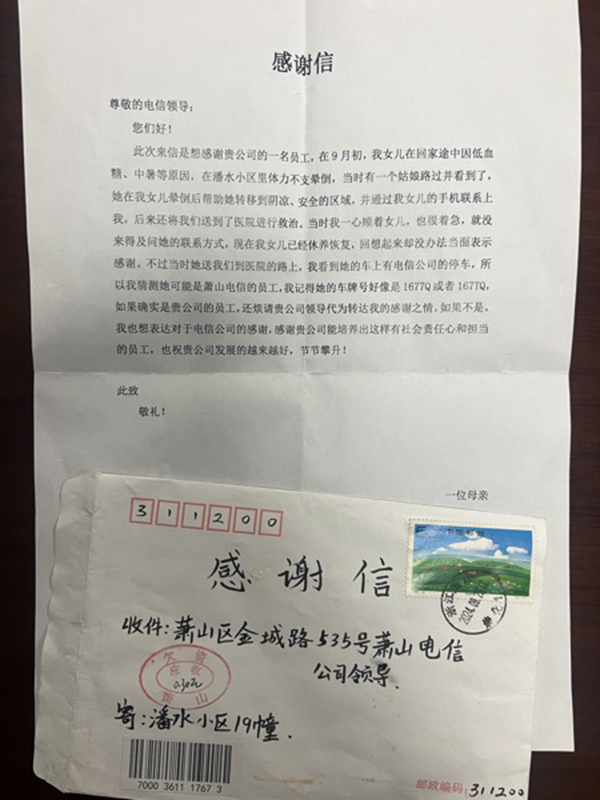 感谢信
尊敬的电信领导：
您们好！
此次来信是想感谢贵公司的一名员工，在9月初，我女儿在回家途中因低血
糖、中暑等原因，在潘水小区里体力不支晕倒，当时有一个姑娘路过并看到了，
她在我女儿晕倒后帮助她转移到阴凉、安全的区域，并通过我女儿的手机联系上
我，后来还将我们送到了医院进行救治。当时我一心顾着女儿，也很着急，就没
来得及问她的联系方式，现在我女儿已经休养恢复，回想起来却没办法当面表示
感谢。不过当时她送我们到医院的路上，我看到她的车上有电信公司的停车，所
以我猜测她可能是萧山电信的员工，我记得她的车牌号好像是1677Q或者167TQ，
如果确实是贵公司的员工，还烦请贵公司领导代为转达我的感谢之情，如果不是，
我也想表达对于电信公司的感谢，感谢贵公司能培养出这样有社会责任心和担当
的员工，也祝贵公司发展的越来越好，节节攀升！
此致
敬礼！
一位母亲
311200
感谢信
收件：萧山区金城路535号萧山电信
公司领导.
欠资
应收
0.30元
萧山
寄：潘水小区19幢.
浙江
2024.09.2
7000 3611 1767 3
邮政编码：311200